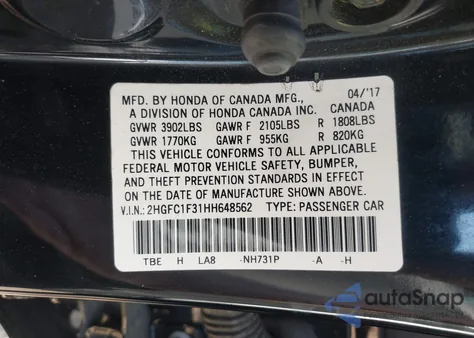 MFD. BY HONDA OF CANADA MFG., 04/'17
A DIVISION OF HONDA CANADA INC. CANADA
GVWR 3902LBS GAWR F 2105LBS R 1808LBS
GVWR 1770KG GAWR F 955KG R 820KG
THIS VEHICLE CONFORMS TO ALL APPLICABLE
FEDERAL MOTOR VEHICLE SAFETY, BUMPER,
AND THEFT PREVENTION STANDARDS IN EFFECT
ON THE DATE OF MANUFACTURE SHOWN ABOVE.
V.I.N.: 2HGFC1F31HH648562 TYPE: PASSENGER CAR
TBE H LA8 -NH731P -A -H
autoSnap